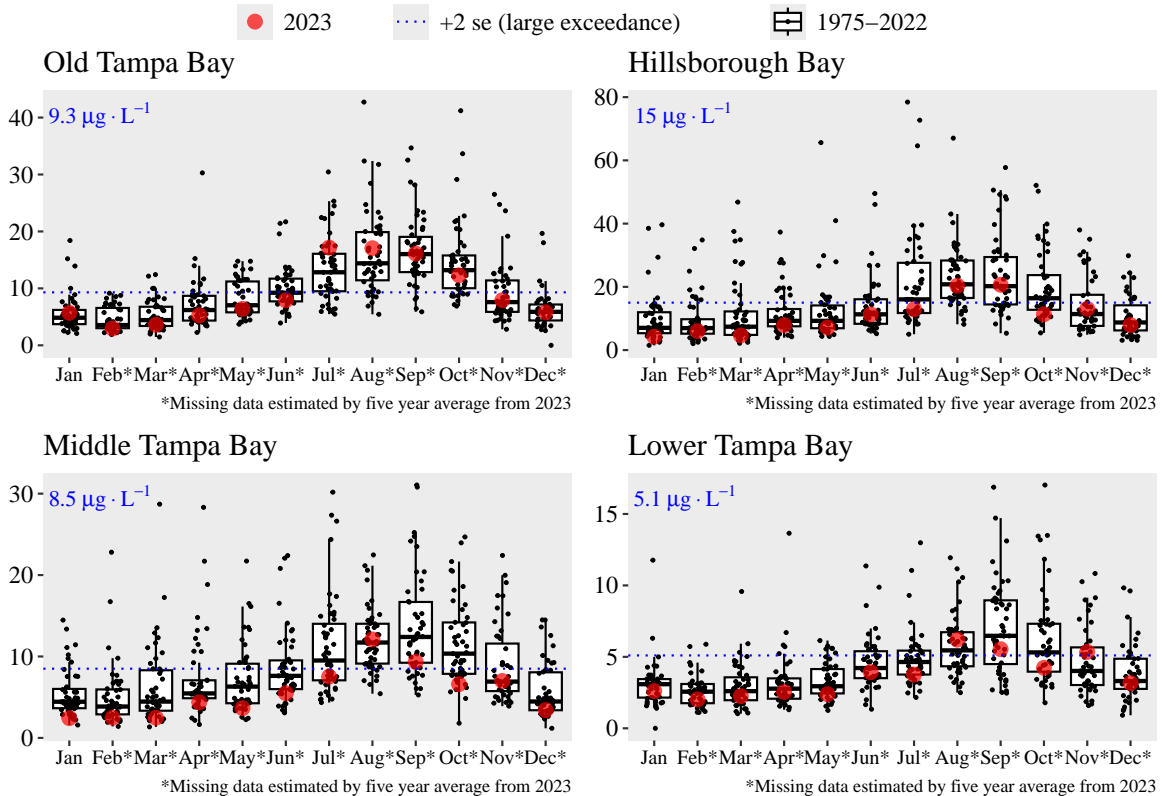 2023 +2 se (large exceedance) 1975−2022
Old Tampa Bay
9.3 μg ⋅ L⁻¹
40
30
20
10
0
Jan Feb* Mar* Apr* May* Jun* Jul* Aug* Sep* Oct* Nov* Dec*
*Missing data estimated by five year average from 2023
Hillsborough Bay
15 μg ⋅ L⁻¹
80
60
40
20
0
Jan Feb* Mar* Apr* May* Jun* Jul* Aug* Sep* Oct* Nov* Dec*
*Missing data estimated by five year average from 2023
Middle Tampa Bay
8.5 μg ⋅ L⁻¹
30
20
10
0
Jan Feb* Mar* Apr* May* Jun* Jul* Aug* Sep* Oct* Nov* Dec*
*Missing data estimated by five year average from 2023
Lower Tampa Bay
5.1 μg ⋅ L⁻¹
15
10
5
0
Jan Feb* Mar* Apr* May* Jun* Jul* Aug* Sep* Oct* Nov* Dec*
*Missing data estimated by five year average from 2023